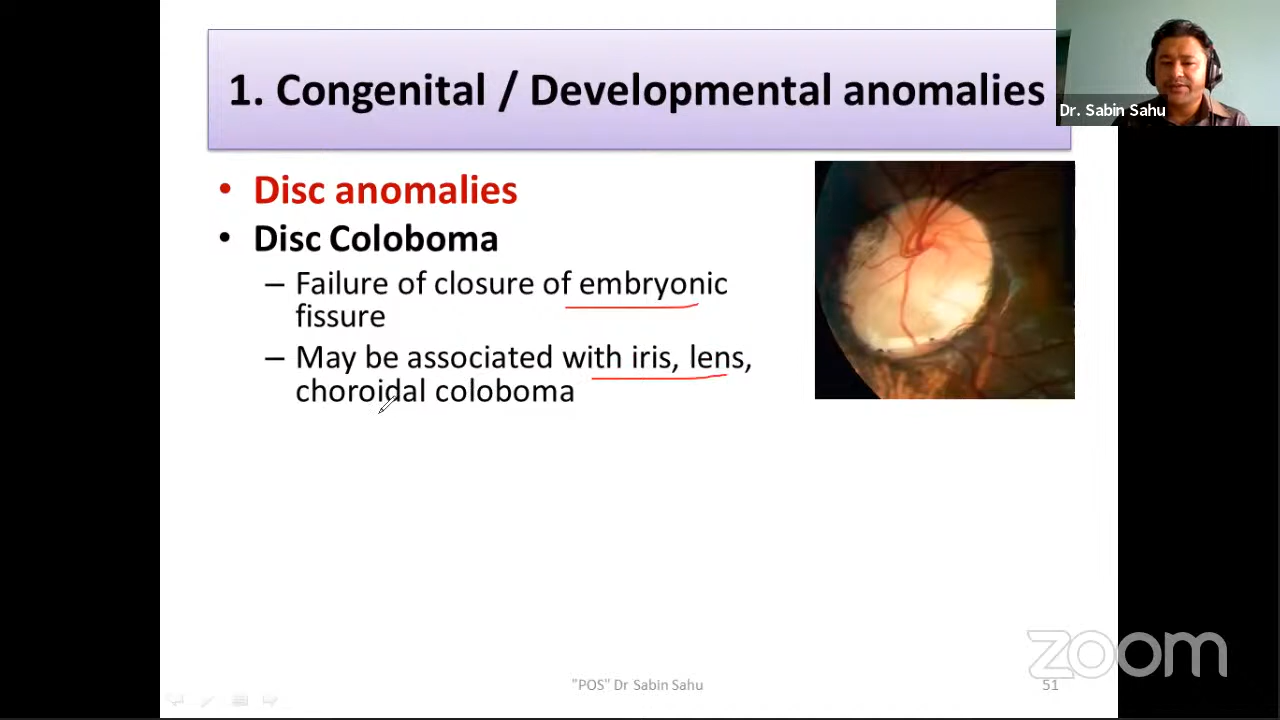 1. Congenital / Developmental anomalies
Dr. Sabin Sahu
• Disc anomalies
• Disc Coloboma
– Failure of closure of embryonic
fissure
– May be associated with iris, lens,
choroidal coloboma
zoom
"POS" Dr Sabin Sahu
51